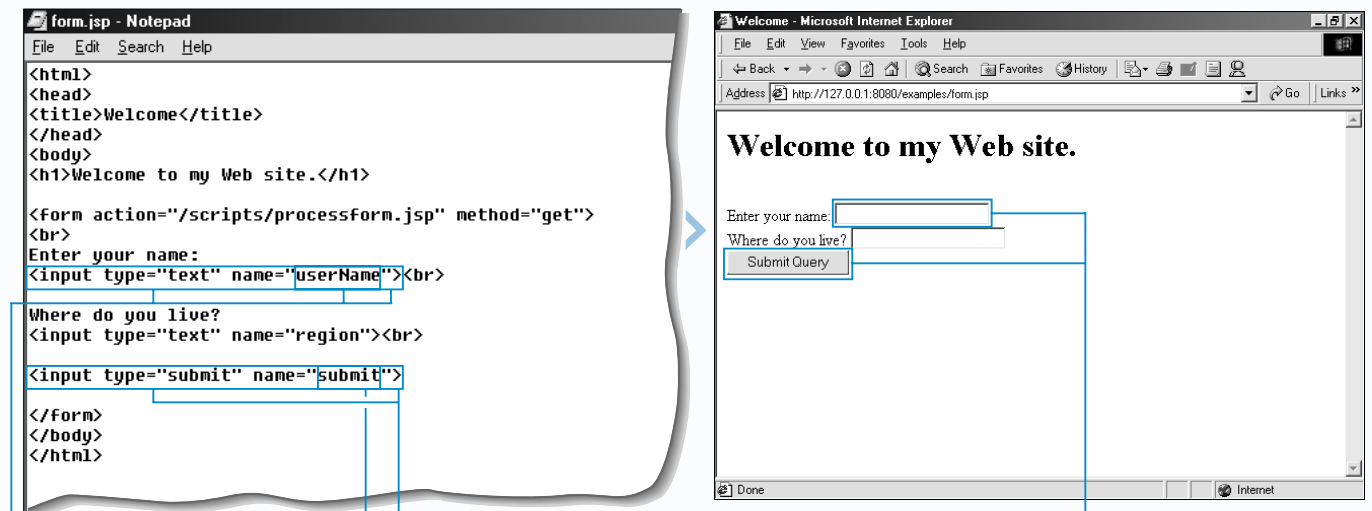 form.jsp - Notepad
File Edit Search Help
<html>
<head>
<title>Welcome</title>
</head>
<body>
<h1>Welcome to my Web site.</h1>
<form action="/scripts/processform.jsp" method="get">
<br>
Enter your name:
<input type="text" name="userName"><br>
Where do you live?
<input type="text" name="region"><br>
<input type="submit" name="submit">
</form>
</body>
</html>
Welcome - Microsoft Internet Explorer
File Edit View Favorites Tools Help
Back Search Favorites History
Address http://127.0.0.1:8080/examples/form.jsp Go Links »
Welcome to my Web site.
Enter your name:
Where do you live?
Submit Query
Done Internet